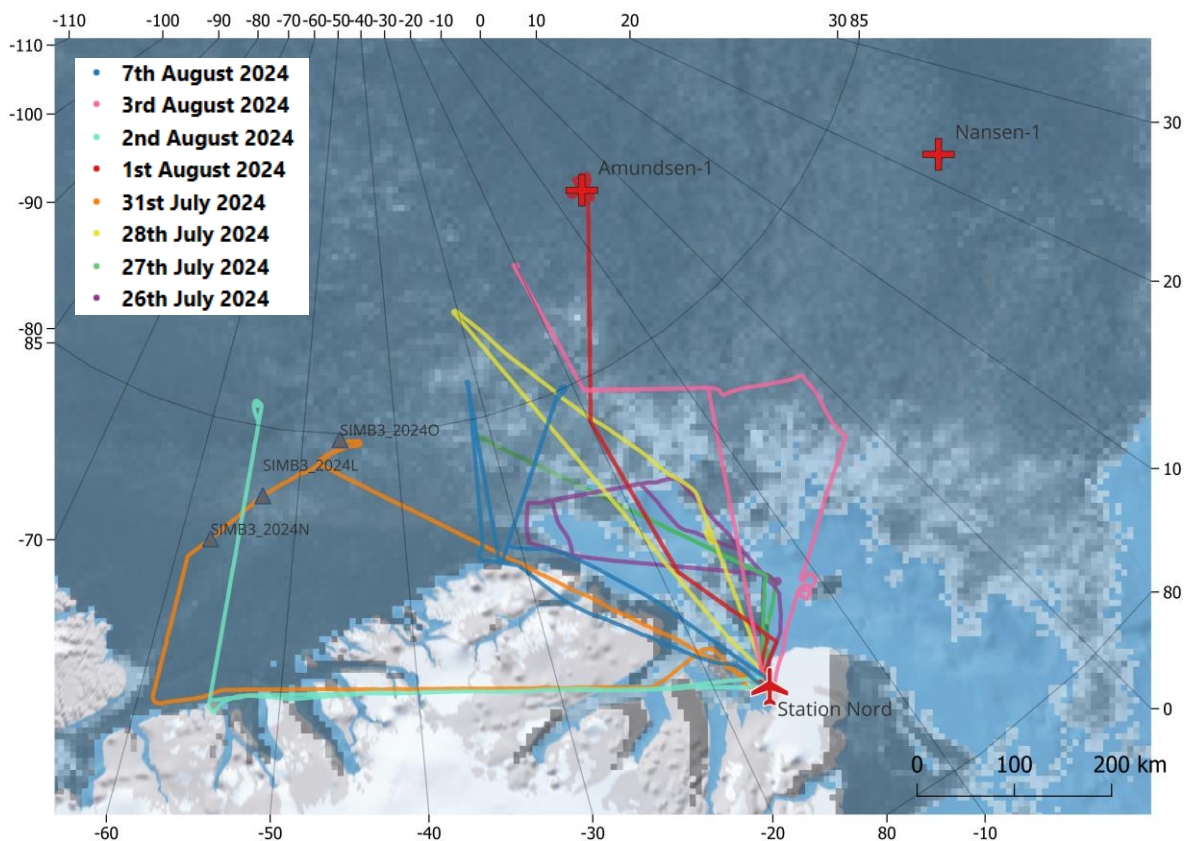 -110 -100 -90 -80 -70 -60 -50 -40 -30 -20 -10 0 10 20 30 85
-110
-100
-90
-80
85
-70
7th August 2024
3rd August 2024
2nd August 2024
1st August 2024
31st July 2024
28th July 2024
27th July 2024
26th July 2024
Amundsen-1
Nansen-1
SIMB3_2024O
SIMB3_2024L
SIMB3_2024N
Station Nord
30
20
10
80
0
0 100 200 km
-60 -50 -40 -30 -20 80 -10